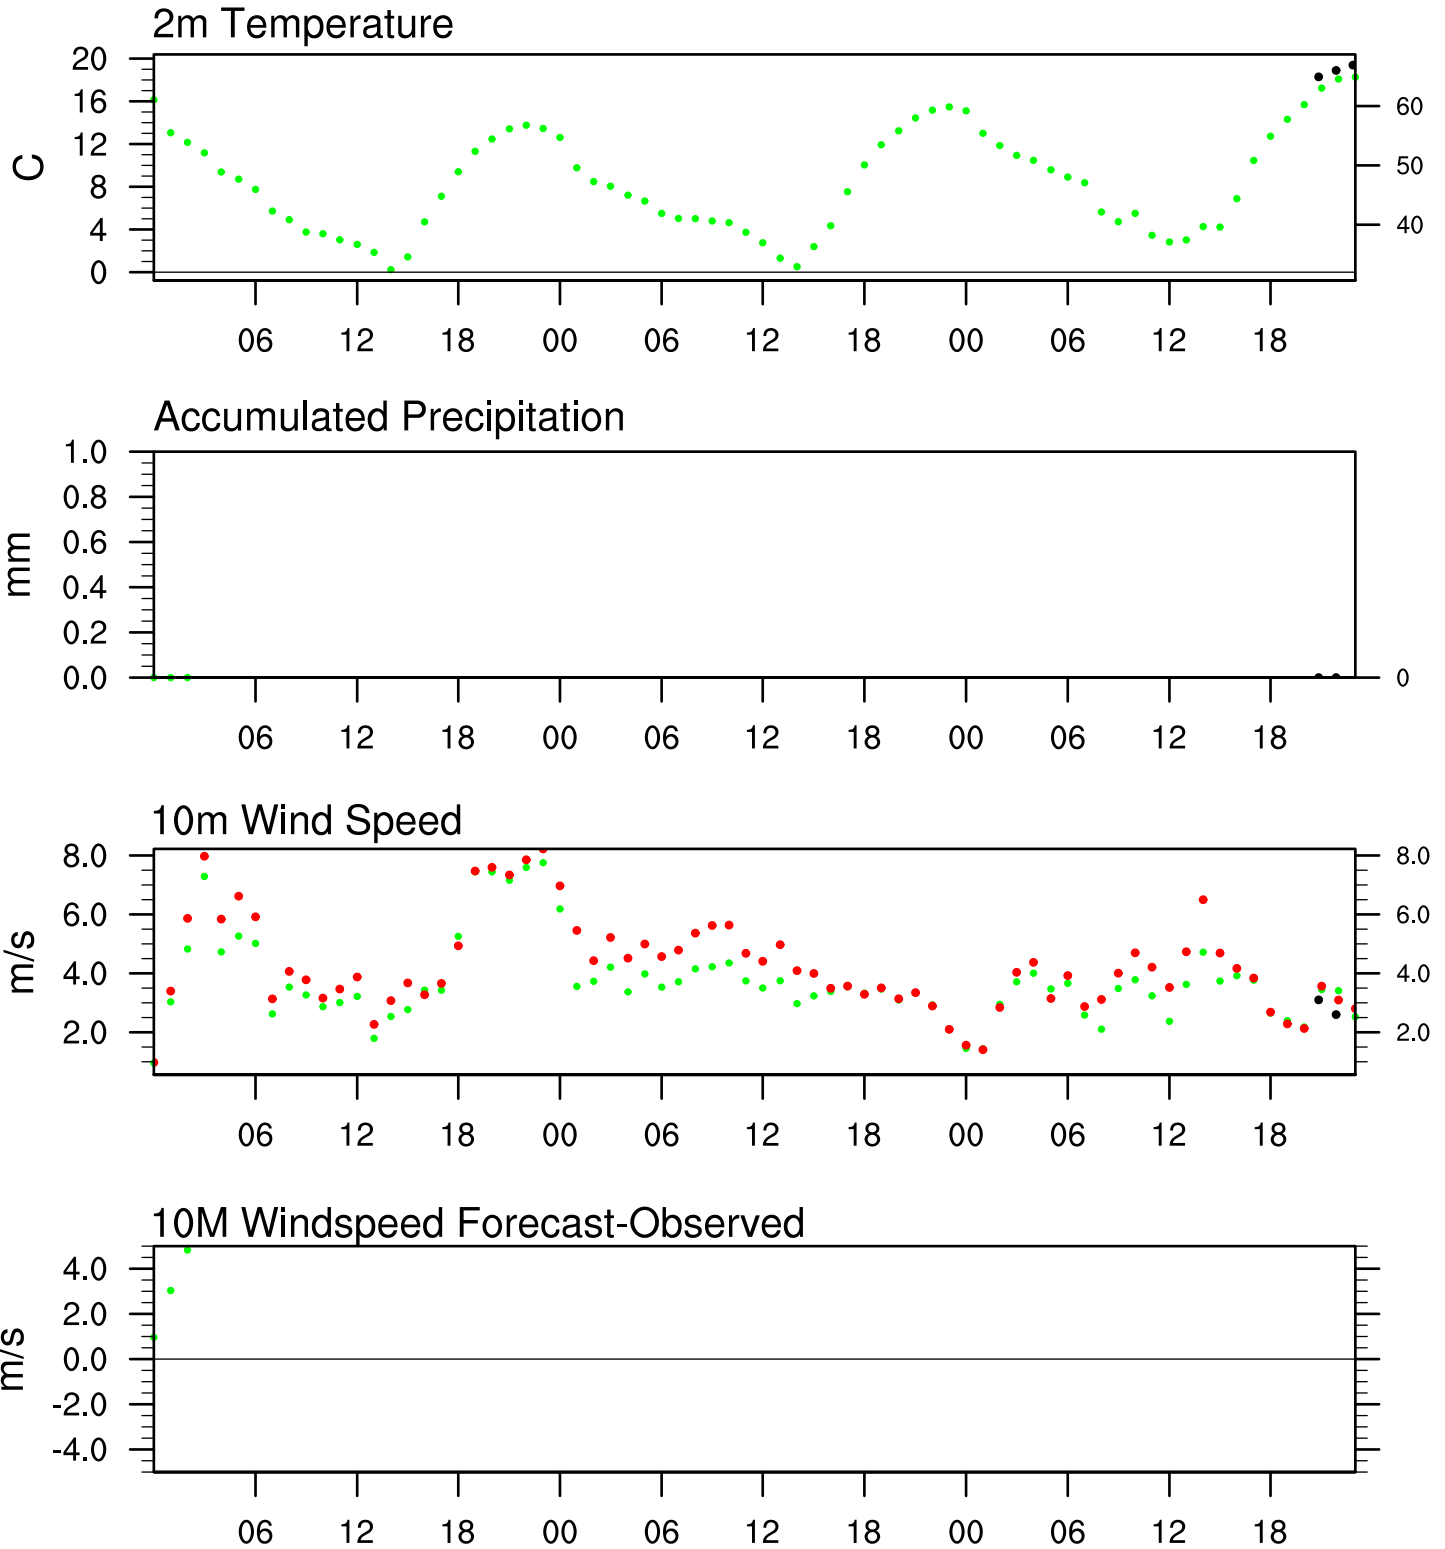 2m Temperature
20
16
12
8
4
0
C
60
50
40
06 12 18 00 06 12 18 00 06 12 18
Accumulated Precipitation
1.0
0.8
0.6
0.4
0.2
0.0
mm
0
06 12 18 00 06 12 18 00 06 12 18
10m Wind Speed
8.0
6.0
4.0
2.0
m/s
8.0
6.0
4.0
2.0
06 12 18 00 06 12 18 00 06 12 18
10M Windspeed Forecast-Observed
4.0
2.0
0.0
-2.0
-4.0
m/s
06 12 18 00 06 12 18 00 06 12 18